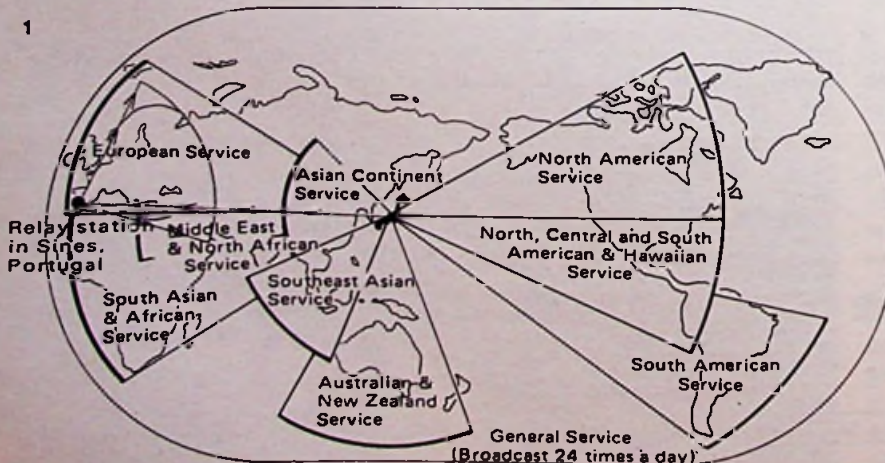 1
European Service
Asian Continent
Service
North American
Service
Relay station
in Sines,
Portugal
Middle East
& North African
Service
North, Central and South
American & Hawaiian
Service
Southeast Asian
Service
South Asian
& African
Service
South American
Service
Australian &
New Zealand
Service
General Service
(Broadcast 24 times a day)